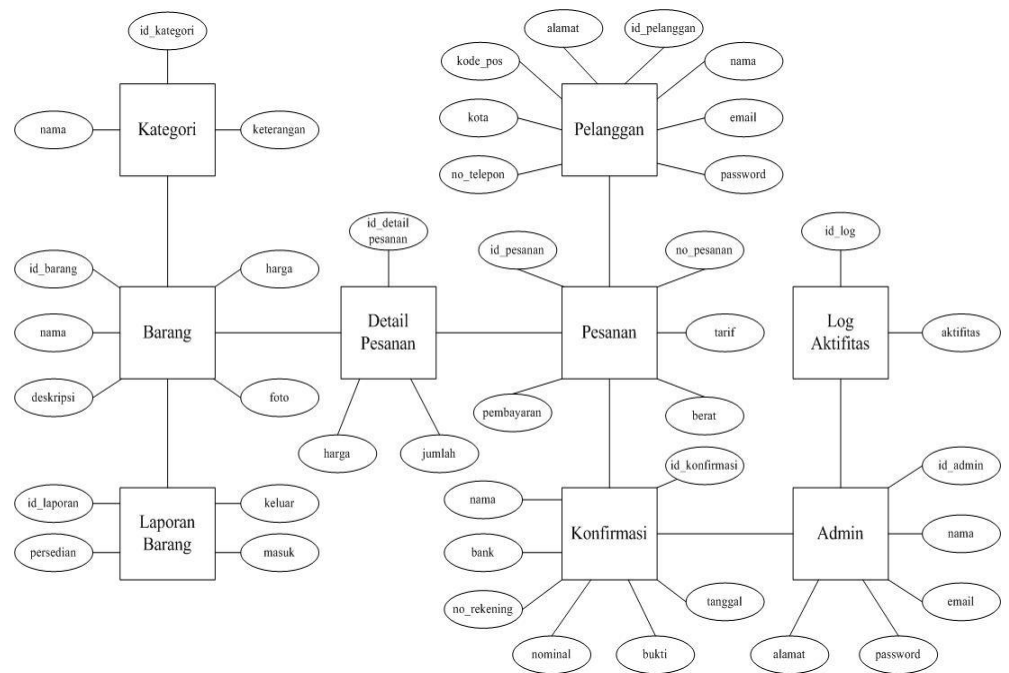 id_kategori
nama
Kategori
keterangan
alamat
id_pelanggan
kode_pos
nama
kota
Pelanggan
email
no_telepon
password
id_barang
harga
nama
Barang
deskripsi
foto
id_detail
pesanan
Detail
Pesanan
harga
jumlah
id_pesanan
no_pesanan
Pesanan
tarif
pembayaran
berat
id_log
Log
Aktifitas
aktifitas
id_laporan
keluar
Laporan
Barang
persedian
masuk
id_konfirmasi
nama
bank
Konfirmasi
no_rekening
tanggal
nominal
bukti
id_admin
Admin
nama
email
alamat
password